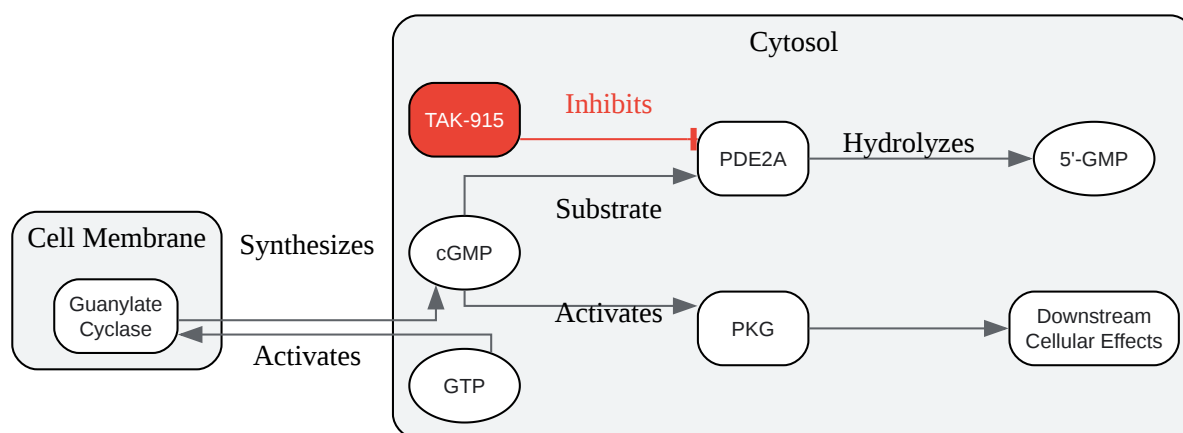 Cytosol
TAK-915
Inhibits
PDE2A
Hydrolyzes
5'-GMP
Substrate
Cell Membrane
Synthesizes
cGMP
Guanylate
Cyclase
Activates
PKG
Downstream
Cellular Effects
Activates
GTP